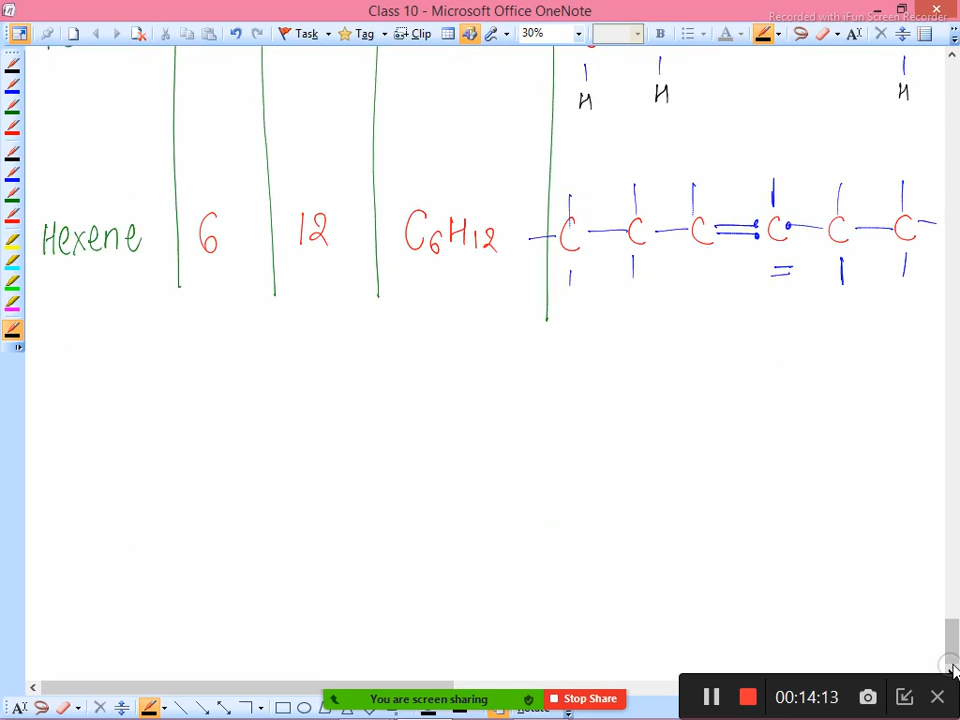 Class 10 - Microsoft Office OneNote
Recorded with iFun Screen Recorder
Task
Tag
Clip
30%
B
A
H H H
Hexene 6 12 C6H12 C C C = C C C
=
You are screen sharing
Stop Share
00:14:13